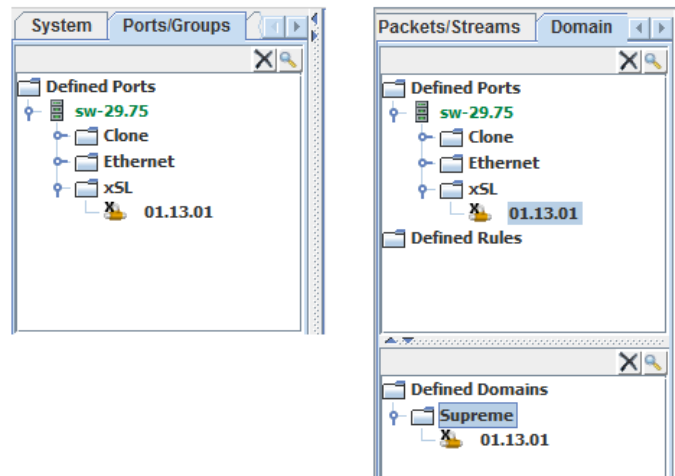 System Ports/Groups
Defined Ports
sw-29.75
Clone
Ethernet
xSL
01.13.01
Packets/Streams Domain
Defined Ports
sw-29.75
Clone
Ethernet
xSL
01.13.01
Defined Rules
Defined Domains
Supreme
01.13.01